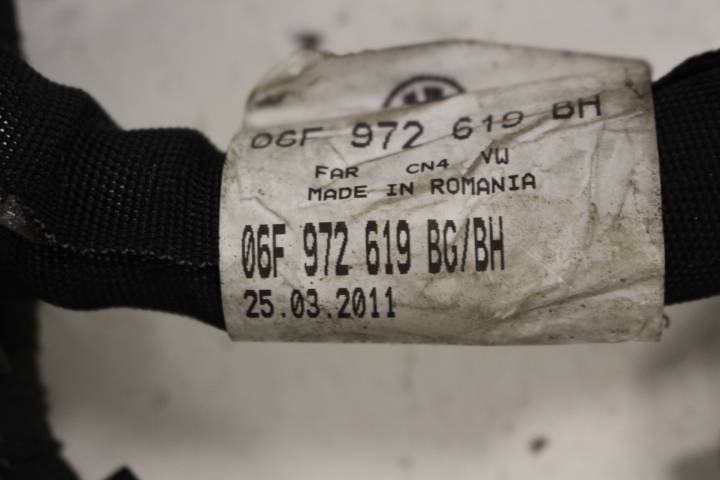 06F 972 619 BH
FAR CN4 VW
MADE IN ROMANIA
06F 972 619 BG/BH
25.03.2011